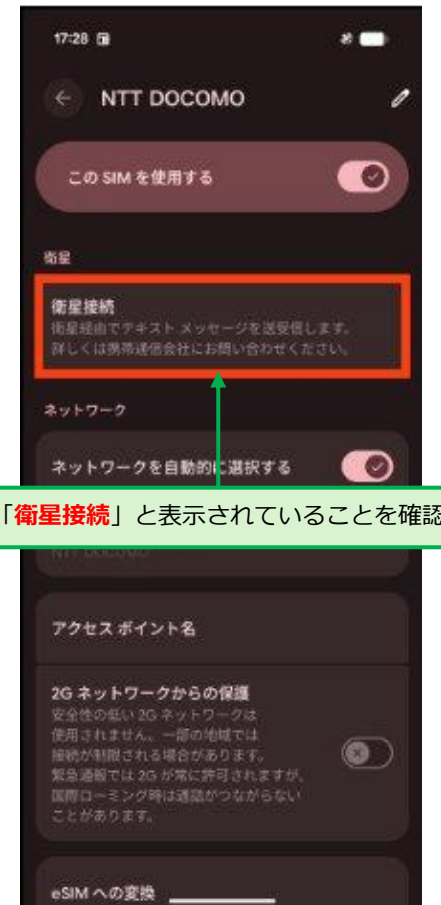 17:28
NTT DOCOMO
この SIM を使用する
衛星
衛星接続
衛星経由でテキスト メッセージを送受信します。
詳しくは携帯通信会社にお問い合わせください。
ネットワーク
ネットワークを自動的に選択する
「衛星接続」と表示されていることを確認
NTT DOCOMO
アクセス ポイント名
2G ネットワークからの保護
安全性の低い 2G ネットワークは
使用されません。一部の地域では
接続が制限される場合があります。
緊急通報では 2G が常に許可されますが、
国際ローミング時は通話がつながらない
ことがあります。
eSIM への変換